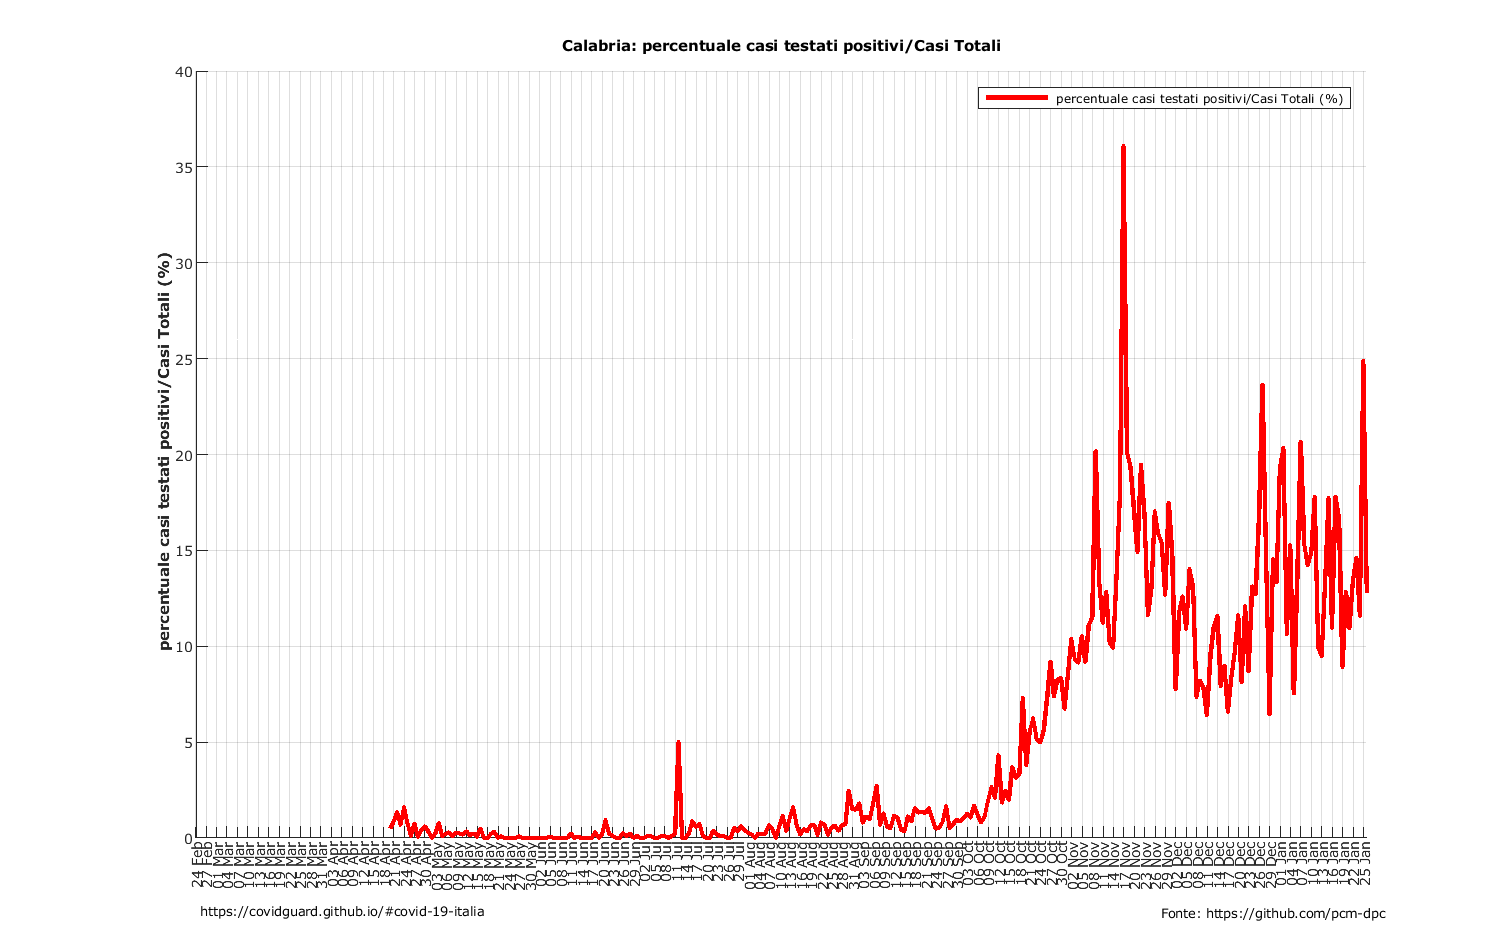 Calabria: percentuale casi testati positivi/Casi Totali
percentuale casi testati positivi/Casi Totali (%)
percentuale casi testati positivi/Casi Totali (%)
40
35
30
25
20
15
10
5
0
24 Feb
27 Feb
01 Mar
04 Mar
07 Mar
10 Mar
13 Mar
16 Mar
19 Mar
22 Mar
25 Mar
28 Mar
31 Mar
03 Apr
06 Apr
09 Apr
12 Apr
15 Apr
18 Apr
21 Apr
24 Apr
27 Apr
30 Apr
03 May
06 May
09 May
12 May
15 May
18 May
21 May
24 May
27 May
30 May
02 Jun
05 Jun
08 Jun
11 Jun
14 Jun
17 Jun
20 Jun
23 Jun
26 Jun
29 Jun
02 Jul
05 Jul
08 Jul
11 Jul
14 Jul
17 Jul
20 Jul
23 Jul
26 Jul
29 Jul
01 Aug
04 Aug
07 Aug
10 Aug
13 Aug
16 Aug
19 Aug
22 Aug
25 Aug
28 Aug
31 Aug
03 Sep
06 Sep
09 Sep
12 Sep
15 Sep
18 Sep
21 Sep
24 Sep
27 Sep
30 Sep
03 Oct
06 Oct
09 Oct
12 Oct
15 Oct
18 Oct
21 Oct
24 Oct
27 Oct
30 Oct
02 Nov
05 Nov
08 Nov
11 Nov
14 Nov
17 Nov
20 Nov
23 Nov
26 Nov
29 Nov
02 Dec
05 Dec
08 Dec
11 Dec
14 Dec
17 Dec
20 Dec
23 Dec
26 Dec
29 Dec
01 Jan
04 Jan
07 Jan
10 Jan
13 Jan
16 Jan
19 Jan
22 Jan
25 Jan
https://covidguard.github.io/#covid-19-italia
Fonte: https://github.com/pcm-dpc